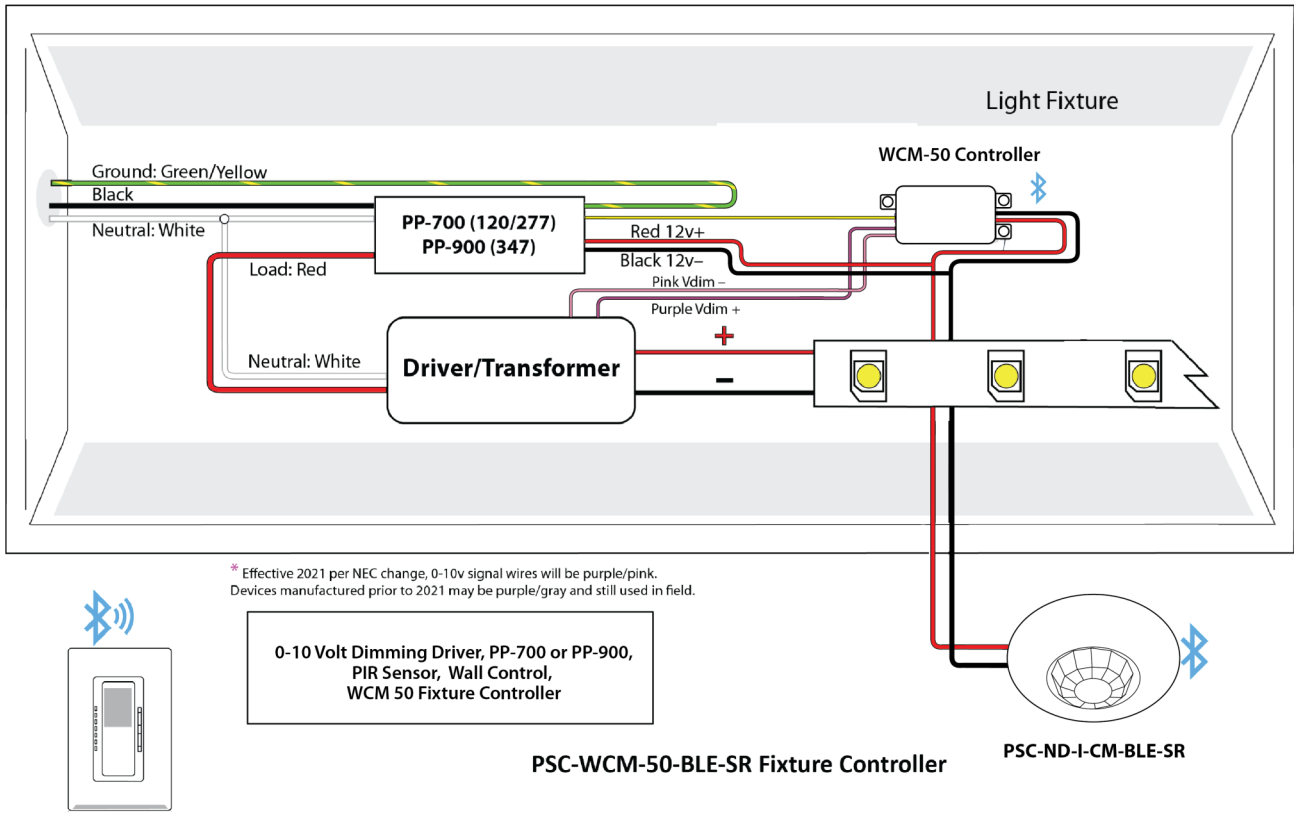 Light Fixture
WCM-50 Controller
Ground: Green/Yellow
Black
Neutral: White
PP-700 (120/277)
PP-900 (347)
Red 12v+
Black 12v–
Load: Red
Pink Vdim –
Purple Vdim +
Neutral: White
Driver/Transformer
+
–
* Effective 2021 per NEC change, 0-10v signal wires will be purple/pink.
Devices manufactured prior to 2021 may be purple/gray and still used in field.
0-10 Volt Dimming Driver, PP-700 or PP-900,
PIR Sensor, Wall Control,
WCM 50 Fixture Controller
PSC-ND-I-CM-BLE-SR
PSC-WCM-50-BLE-SR Fixture Controller